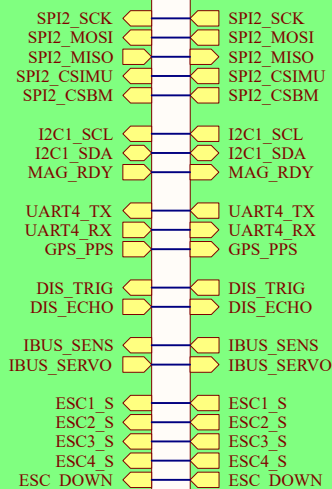 SPI2_SCK SPI2_SCK
SPI2_MOSI SPI2_MOSI
SPI2_MISO SPI2_MISO
SPI2_CSIMU SPI2_CSIMU
SPI2_CSBM SPI2_CSBM
I2C1_SCL I2C1_SCL
I2C1_SDA I2C1_SDA
MAG_RDY MAG_RDY
UART4_TX UART4_TX
UART4_RX UART4_RX
GPS_PPS GPS_PPS
DIS_TRIG DIS_TRIG
DIS_ECHO DIS_ECHO
IBUS_SENS IBUS_SENS
IBUS_SERVO IBUS_SERVO
ESC1_S ESC1_S
ESC2_S ESC2_S
ESC3_S ESC3_S
ESC4_S ESC4_S
ESC_DOWN ESC_DOWN